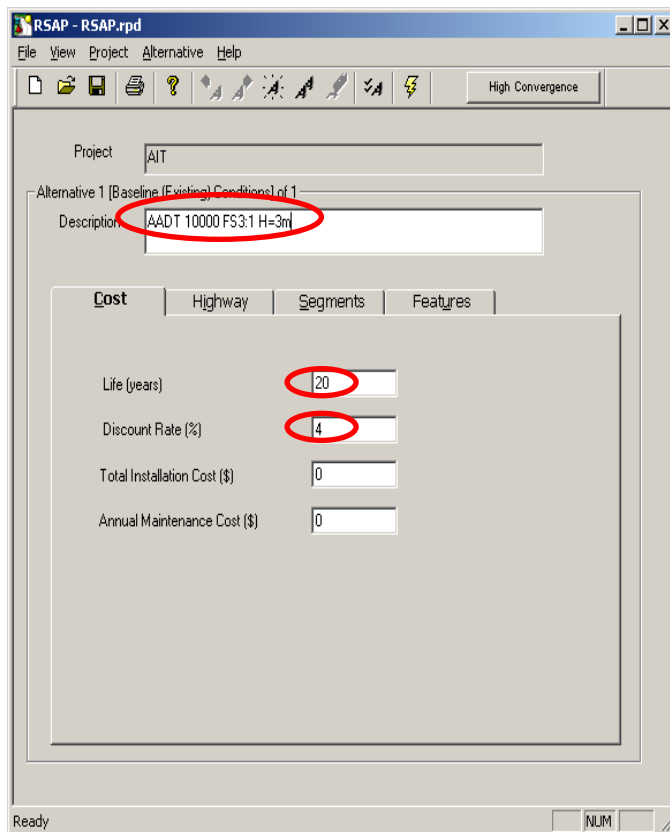 RSAP - RSAP.rpd
File View Project Alternative Help
High Convergence
Project AIT
Alternative 1 [Baseline (Existing) Conditions] of 1
Description AADT 10000 FS3:1 H=3m
Cost Highway Segments Features
Life (years) 20
Discount Rate (%) 4
Total Installation Cost ($) 0
Annual Maintenance Cost ($) 0
Ready NUM